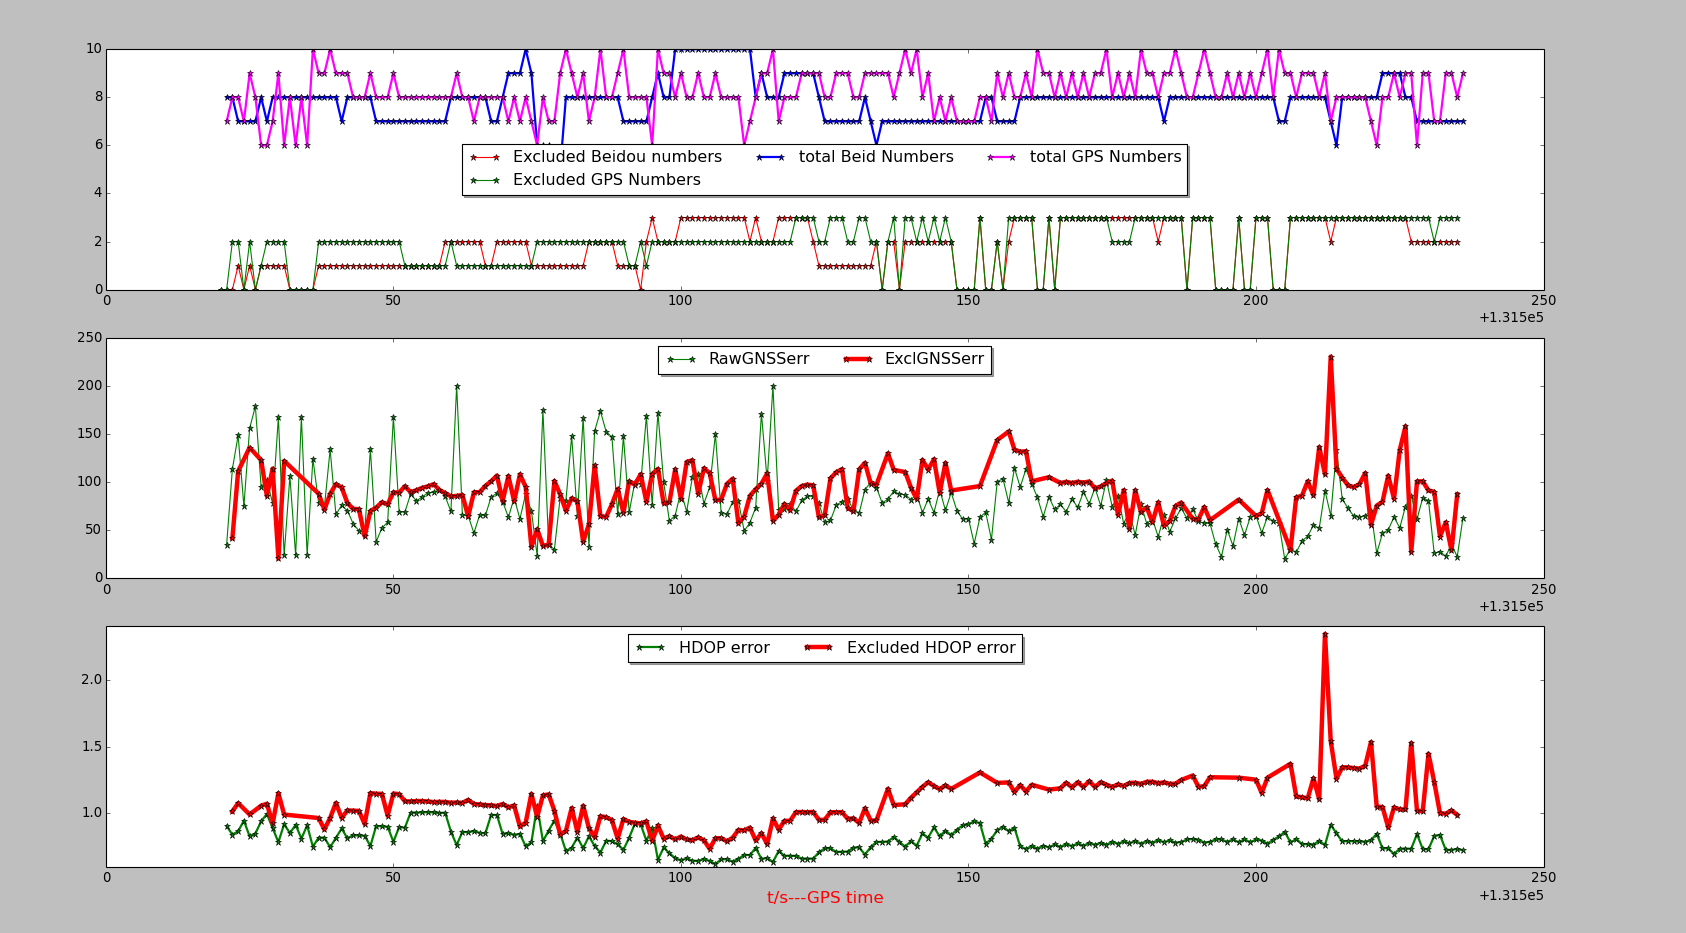 10
8
6
4
2
0
Excluded Beidou numbers total Beid Numbers total GPS Numbers
Excluded GPS Numbers
0 50 100 150 200 250
+1.315e5
250
200
150
100
50
0
RawGNSSerr ExclGNSSerr
0 50 100 150 200 250
+1.315e5
2.0
1.5
1.0
HDOP error Excluded HDOP error
0 50 100 150 200 250
+1.315e5
t/s---GPS time